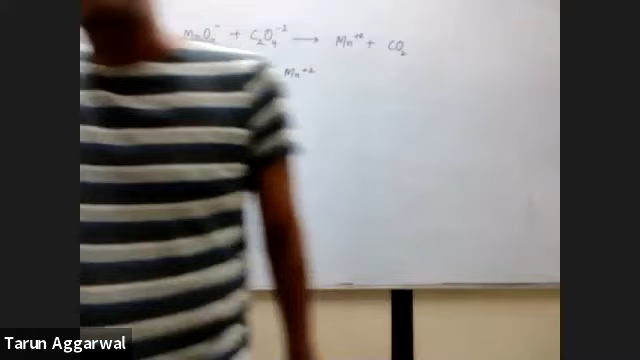 MnO₄⁻ + C₂O₄⁻² ⟶ Mn⁺² + CO₂
Mn⁺²
Tarun Aggarwal